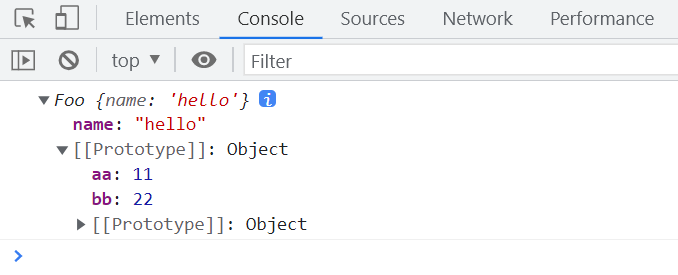 Elements Console Sources Network Performance
top ▼ Filter
▼Foo {name: 'hello'} i
name: "hello"
▼[[Prototype]]: Object
aa: 11
bb: 22
▶[[Prototype]]: Object
>